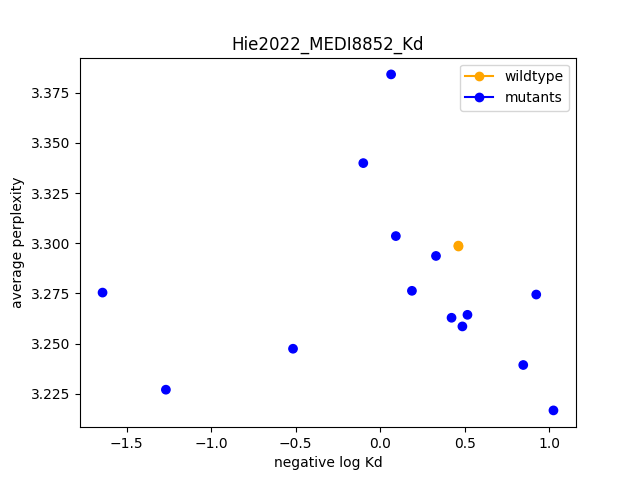 Hie2022_MEDI8852_Kd
wildtype
mutants
average perplexity
3.375
3.350
3.325
3.300
3.275
3.250
3.225
−1.5 −1.0 −0.5 0.0 0.5 1.0
negative log Kd